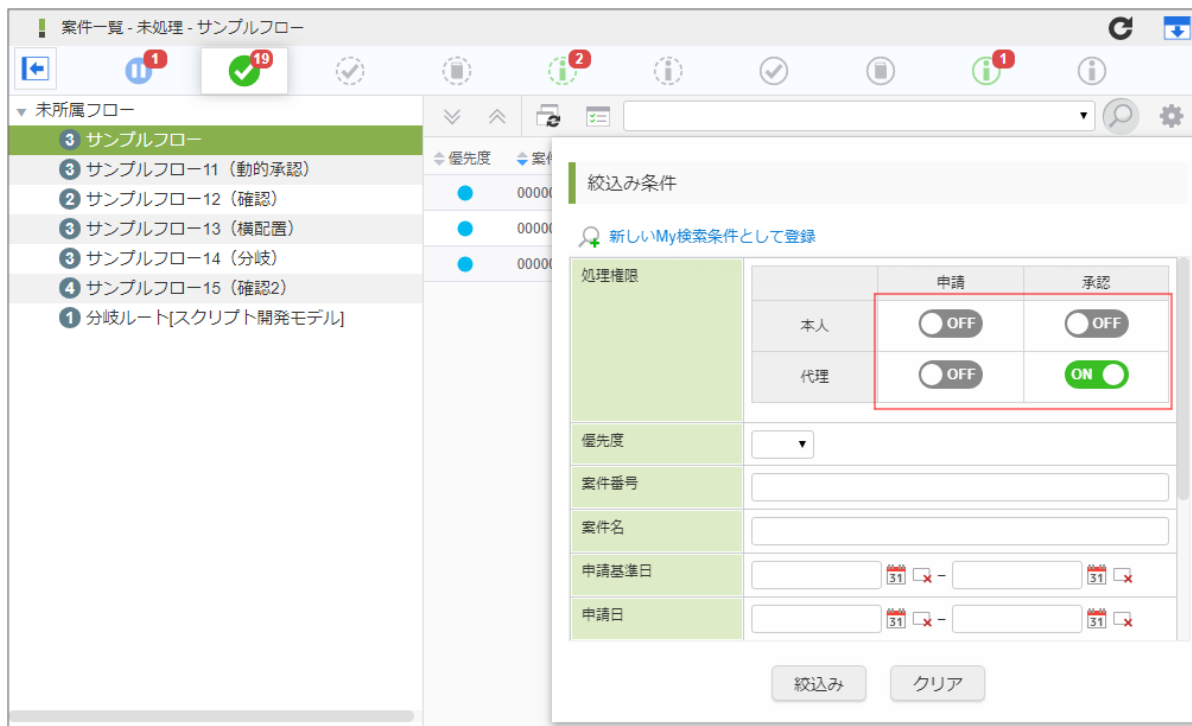 案件一覧 - 未処理 - サンプルフロー
1
19
2
1
未所属フロー
3 サンプルフロー
3 サンプルフロー11（動的承認）
2 サンプルフロー12（確認）
3 サンプルフロー13（横配置）
3 サンプルフロー14（分岐）
4 サンプルフロー15（確認2）
1 分岐ルート[スクリプト開発モデル]
優先度 案件
00000
00000
00000
絞込み条件
新しいMy検索条件として登録
処理権限
申請 承認
本人 OFF OFF
代理 OFF ON
優先度
案件番号
案件名
申請基準日 31 - 31
申請日 31 - 31
絞込み クリア